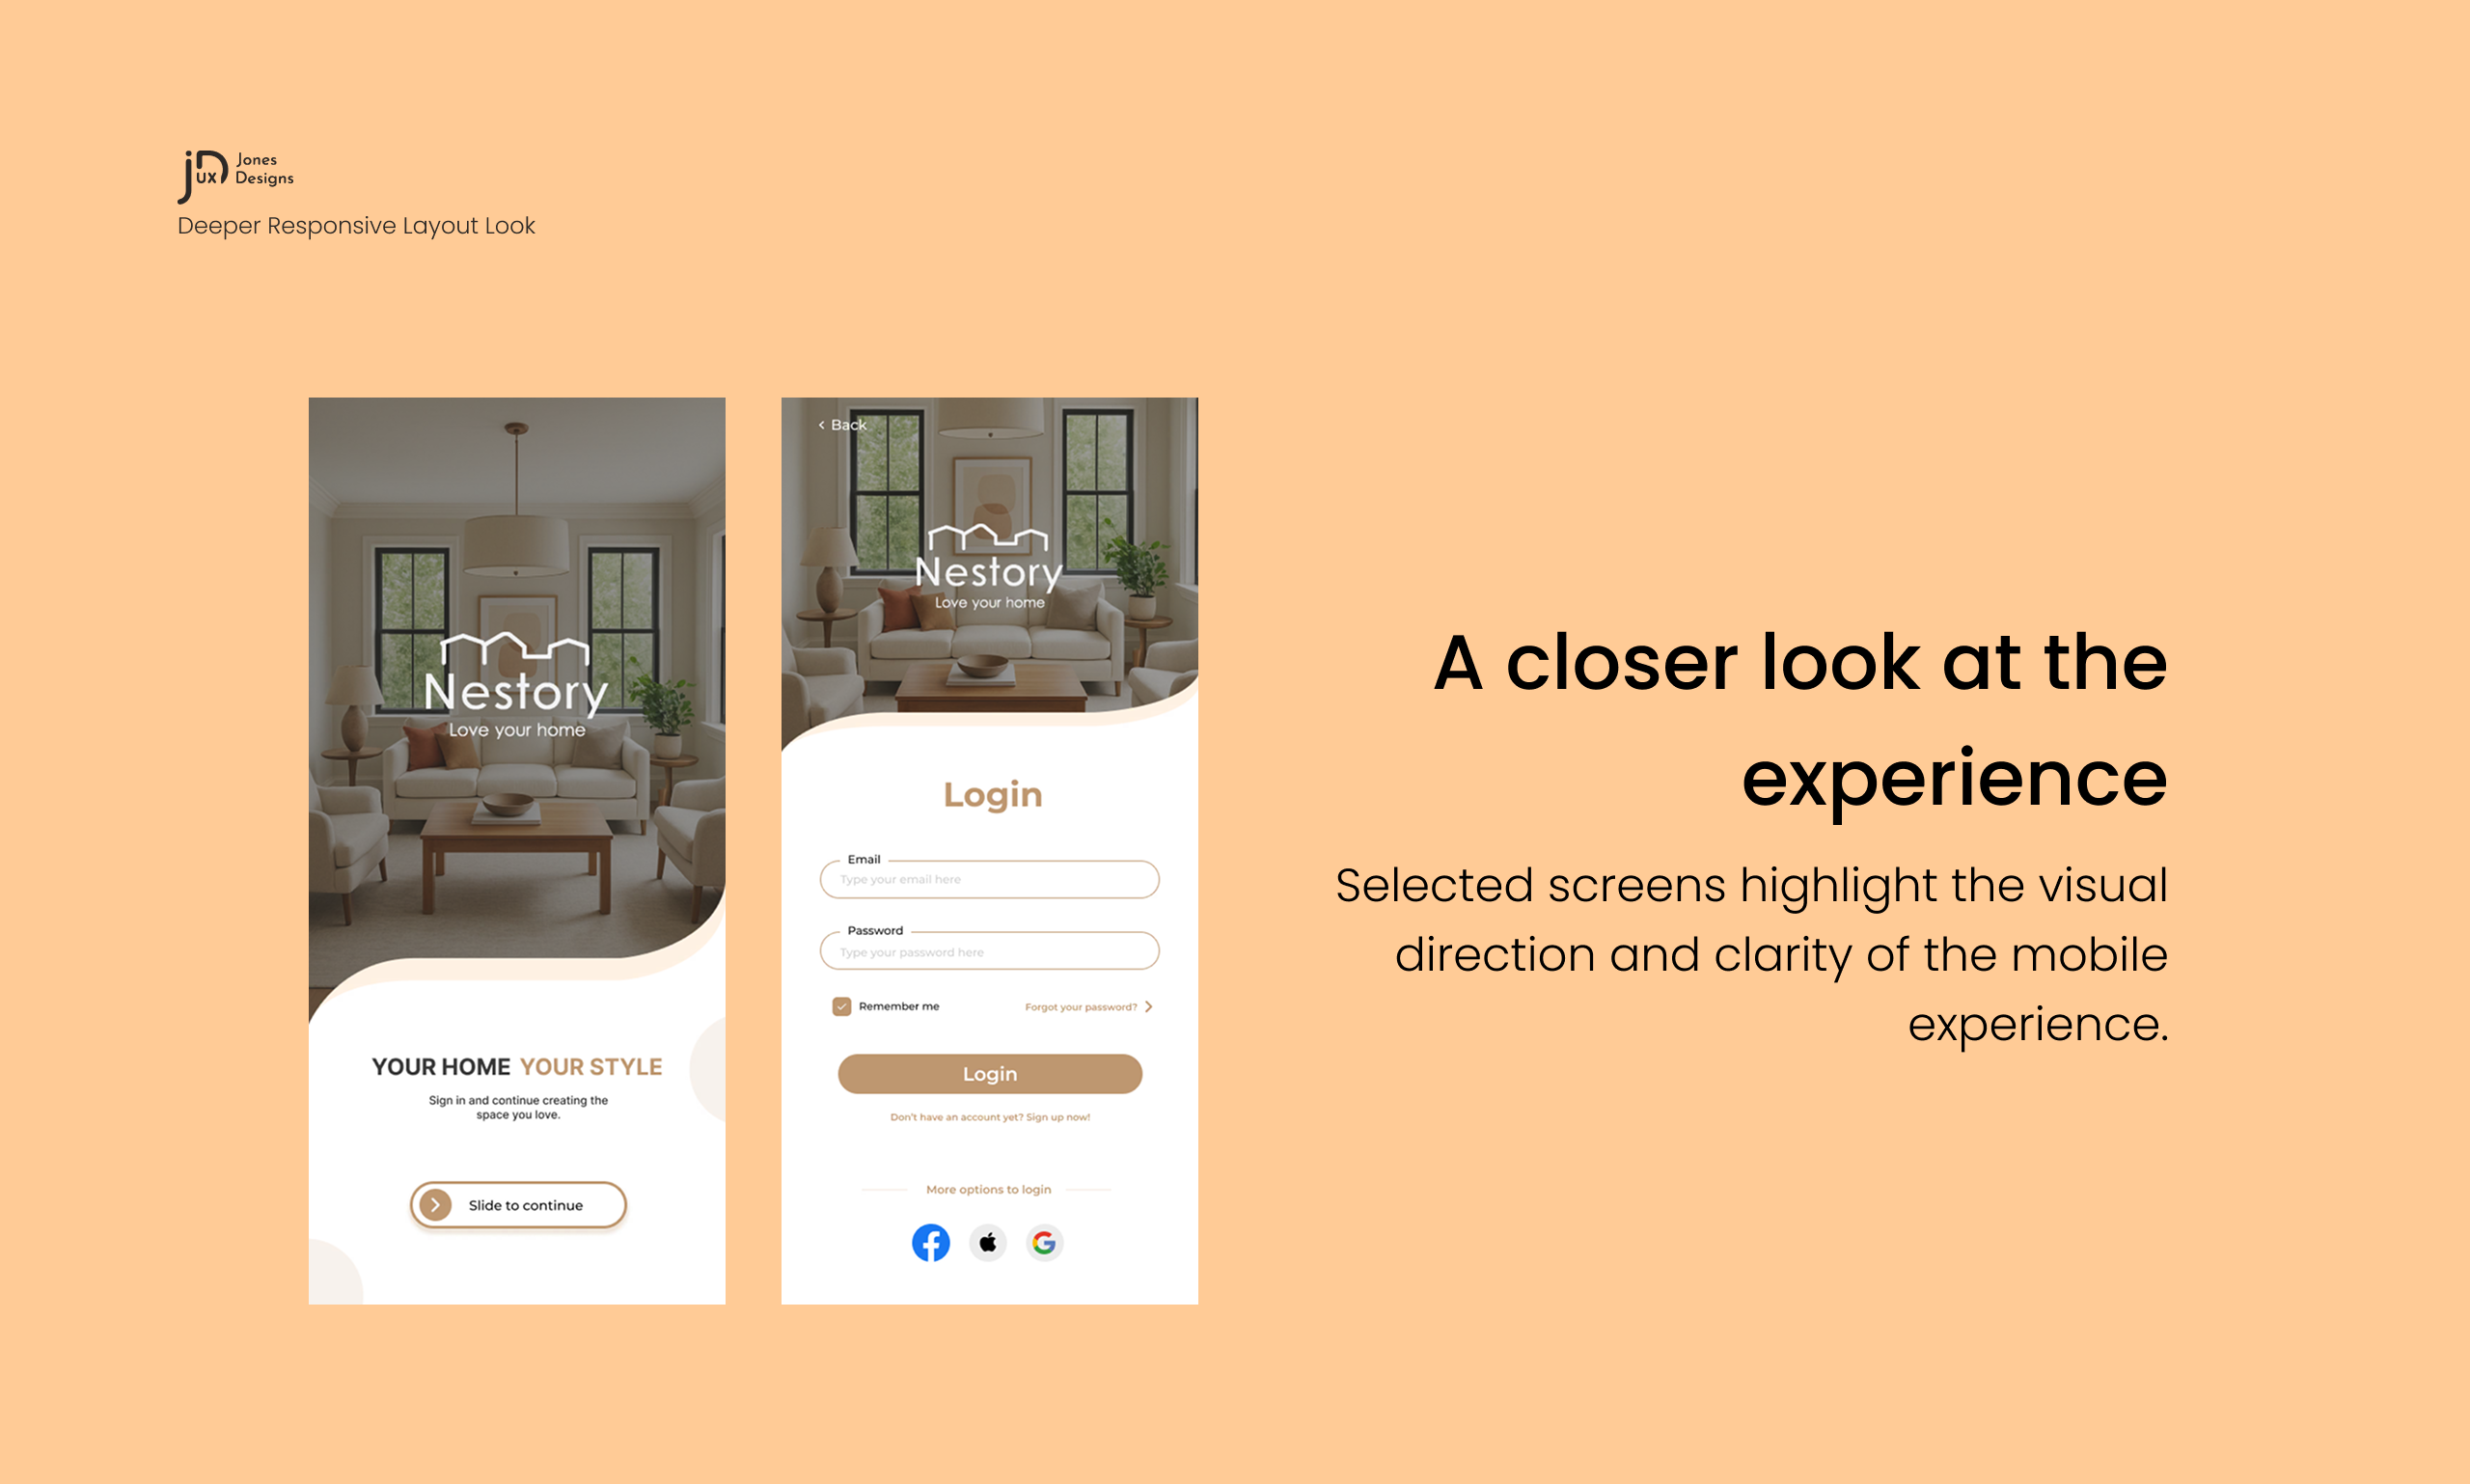 jD UX
Jones
Designs
Deeper Responsive Layout Look
Nestory
Love your home
YOUR HOME YOUR STYLE
Sign in and continue creating the
space you love.
Slide to continue
Back
Nestory
Love your home
Login
Email
Type your email here
Password
Type your password here
Remember me
Forgot your password?
Login
Don't have an account yet? Sign up now!
More options to login
A closer look at the
experience
Selected screens highlight the visual
direction and clarity of the mobile
experience.